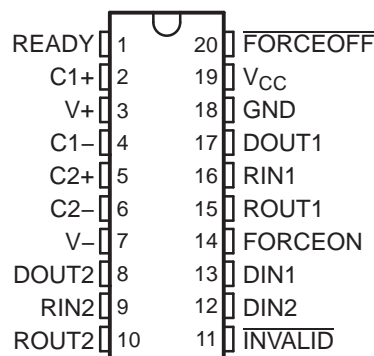 READY 1 20 FORCEOFF
C1+ 2 19 VCC
V+ 3 18 GND
C1− 4 17 DOUT1
C2+ 5 16 RIN1
C2− 6 15 ROUT1
V− 7 14 FORCEON
DOUT2 8 13 DIN1
RIN2 9 12 DIN2
ROUT2 10 11 INVALID